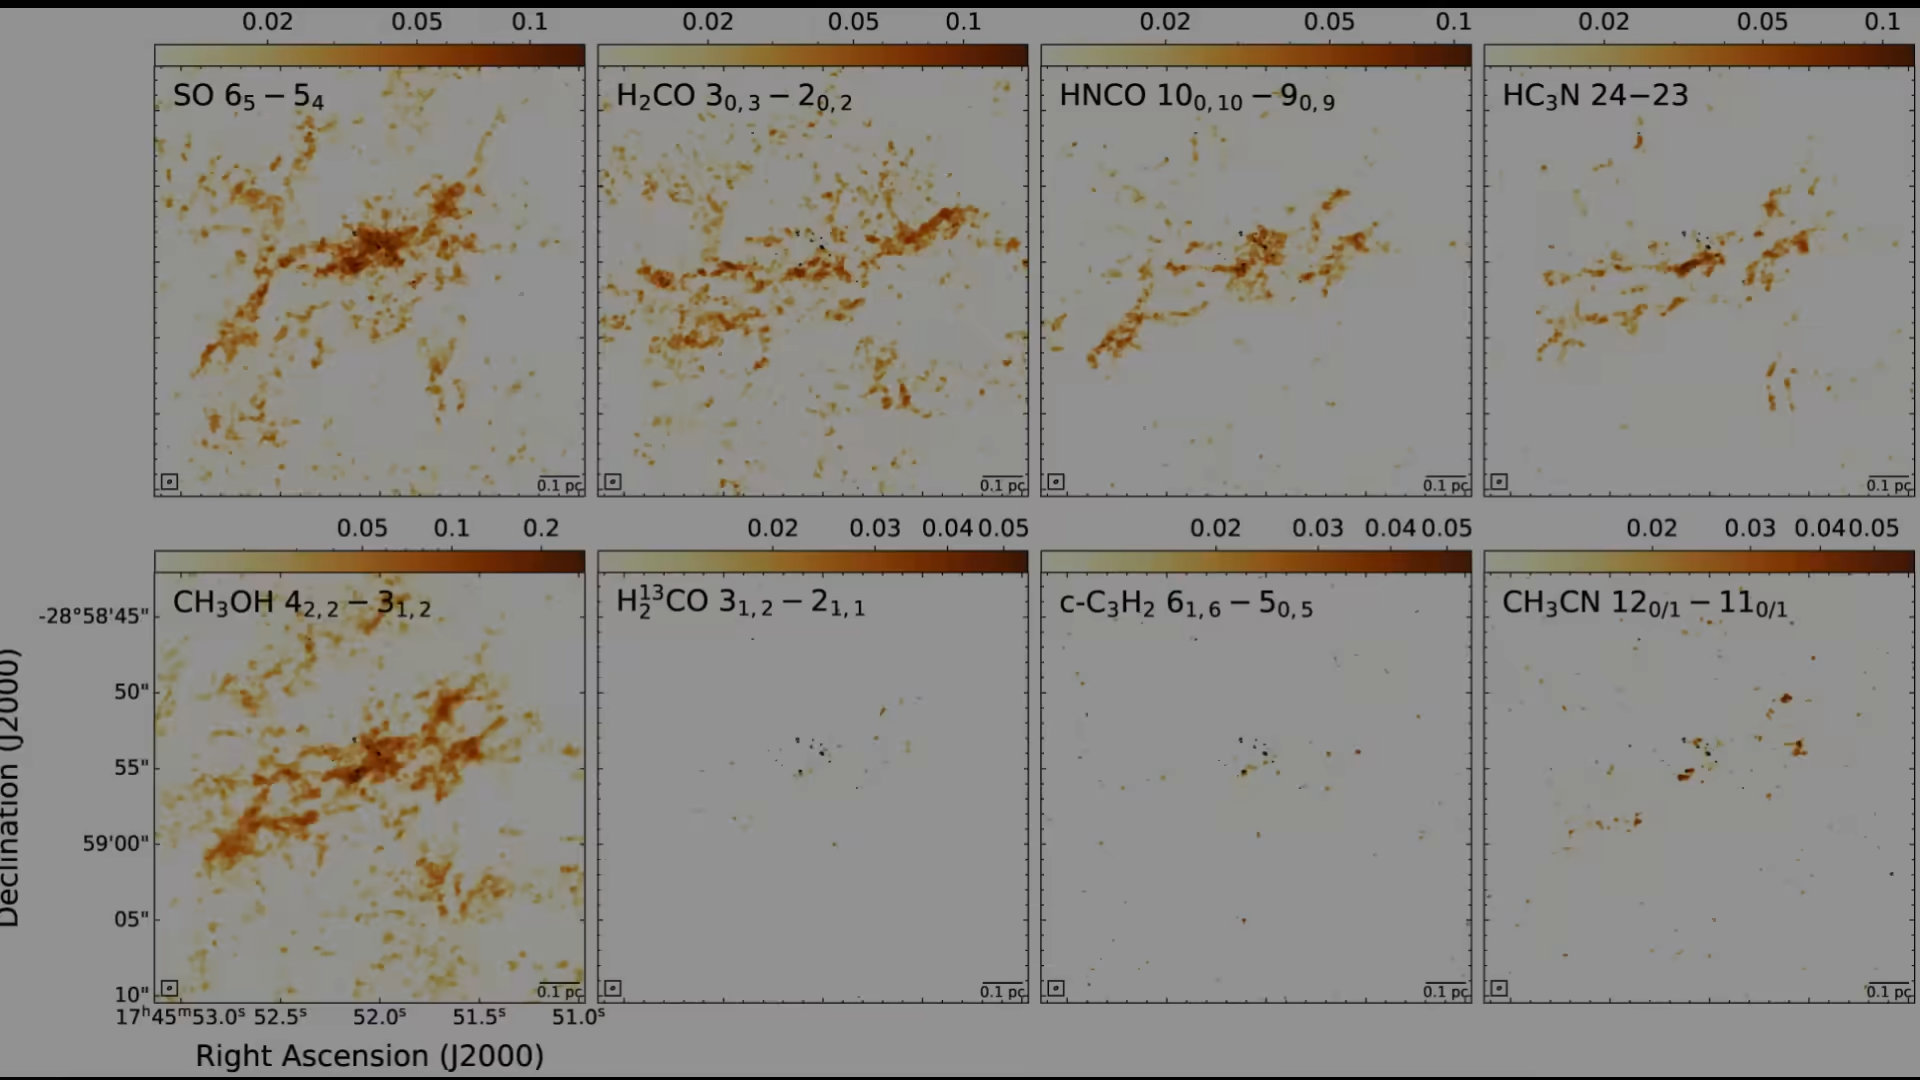 0.02 0.05 0.1 0.02 0.05 0.1 0.02 0.05 0.1 0.02 0.05 0.1
SO 6₅ − 5₄
H₂CO 3₀,₃ − 2₀,₂
HNCO 10₀,₁₀ − 9₀,₉
HC₃N 24−23
0.1 pc 0.1 pc 0.1 pc 0.1 pc
0.05 0.1 0.2 0.02 0.03 0.04 0.05 0.02 0.03 0.04 0.05 0.02 0.03 0.04 0.05
CH₃OH 4₂,₂ − 3₁,₂
H₂¹³CO 3₁,₂ − 2₁,₁
c-C₃H₂ 6₁,₆ − 5₀,₅
CH₃CN 12₀/₁ − 11₀/₁
-28°58'45"
50"
55"
59'00"
05"
10"
Declination (J2000)
0.1 pc 0.1 pc 0.1 pc 0.1 pc
17ʰ45ᵐ53.0ˢ 52.5ˢ 52.0ˢ 51.5ˢ 51.0ˢ
Right Ascension (J2000)